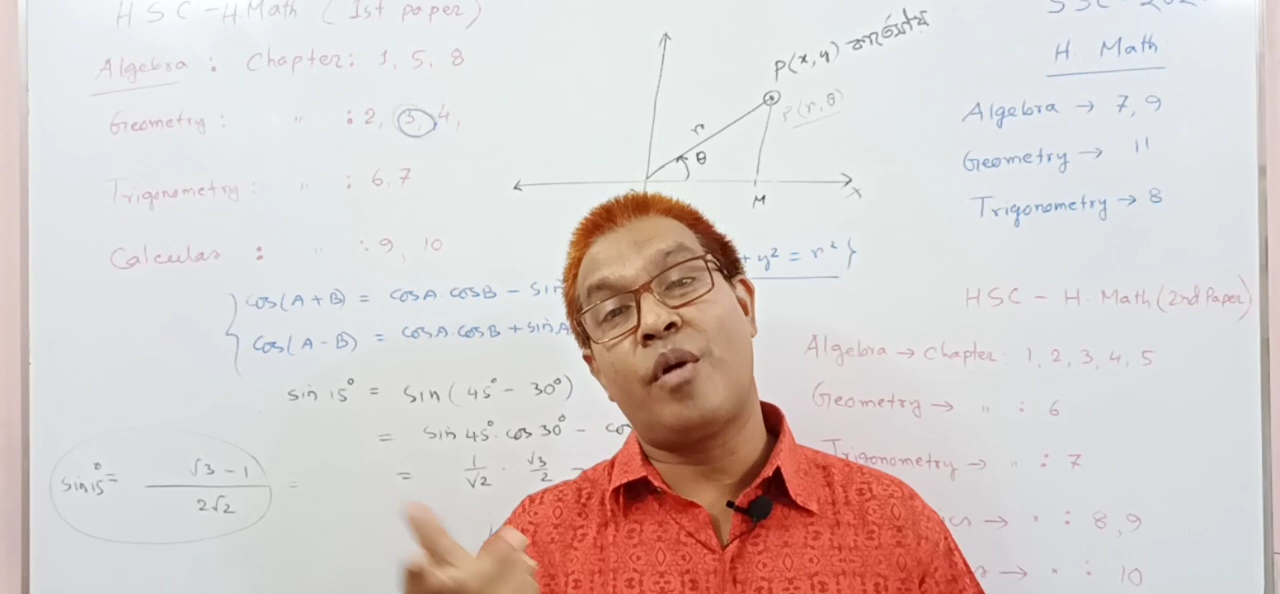 HSC - H.Math (1st paper)
Algebra : Chapter: 1, 5, 8
Geometry : " : 2, 3, 4,
Trigonometry : " : 6, 7
Calculas : " : 9, 10
P(x, y) কার্তেসীয়
P(r, θ)
r
θ
M
x
H. Math
Algebra → 7, 9
Geometry → 11
Trigonometry → 8
+ y² = r² }
cos(A + B) = cosA. cosB - sin
cos(A - B) = cosA. cosB + sinA
sin 15° = sin (45° - 30°)
= sin 45°. cos 30° - co
= 1/√2 . √3/2 -
sin 15° = √3 - 1 / 2√2 =
HSC - H. Math (2nd Paper)
Algebra → Chapter: 1, 2, 3, 4, 5
Geometry → " : 6
Trigonometry → " : 7
cs → " : 8, 9
s → " : 10